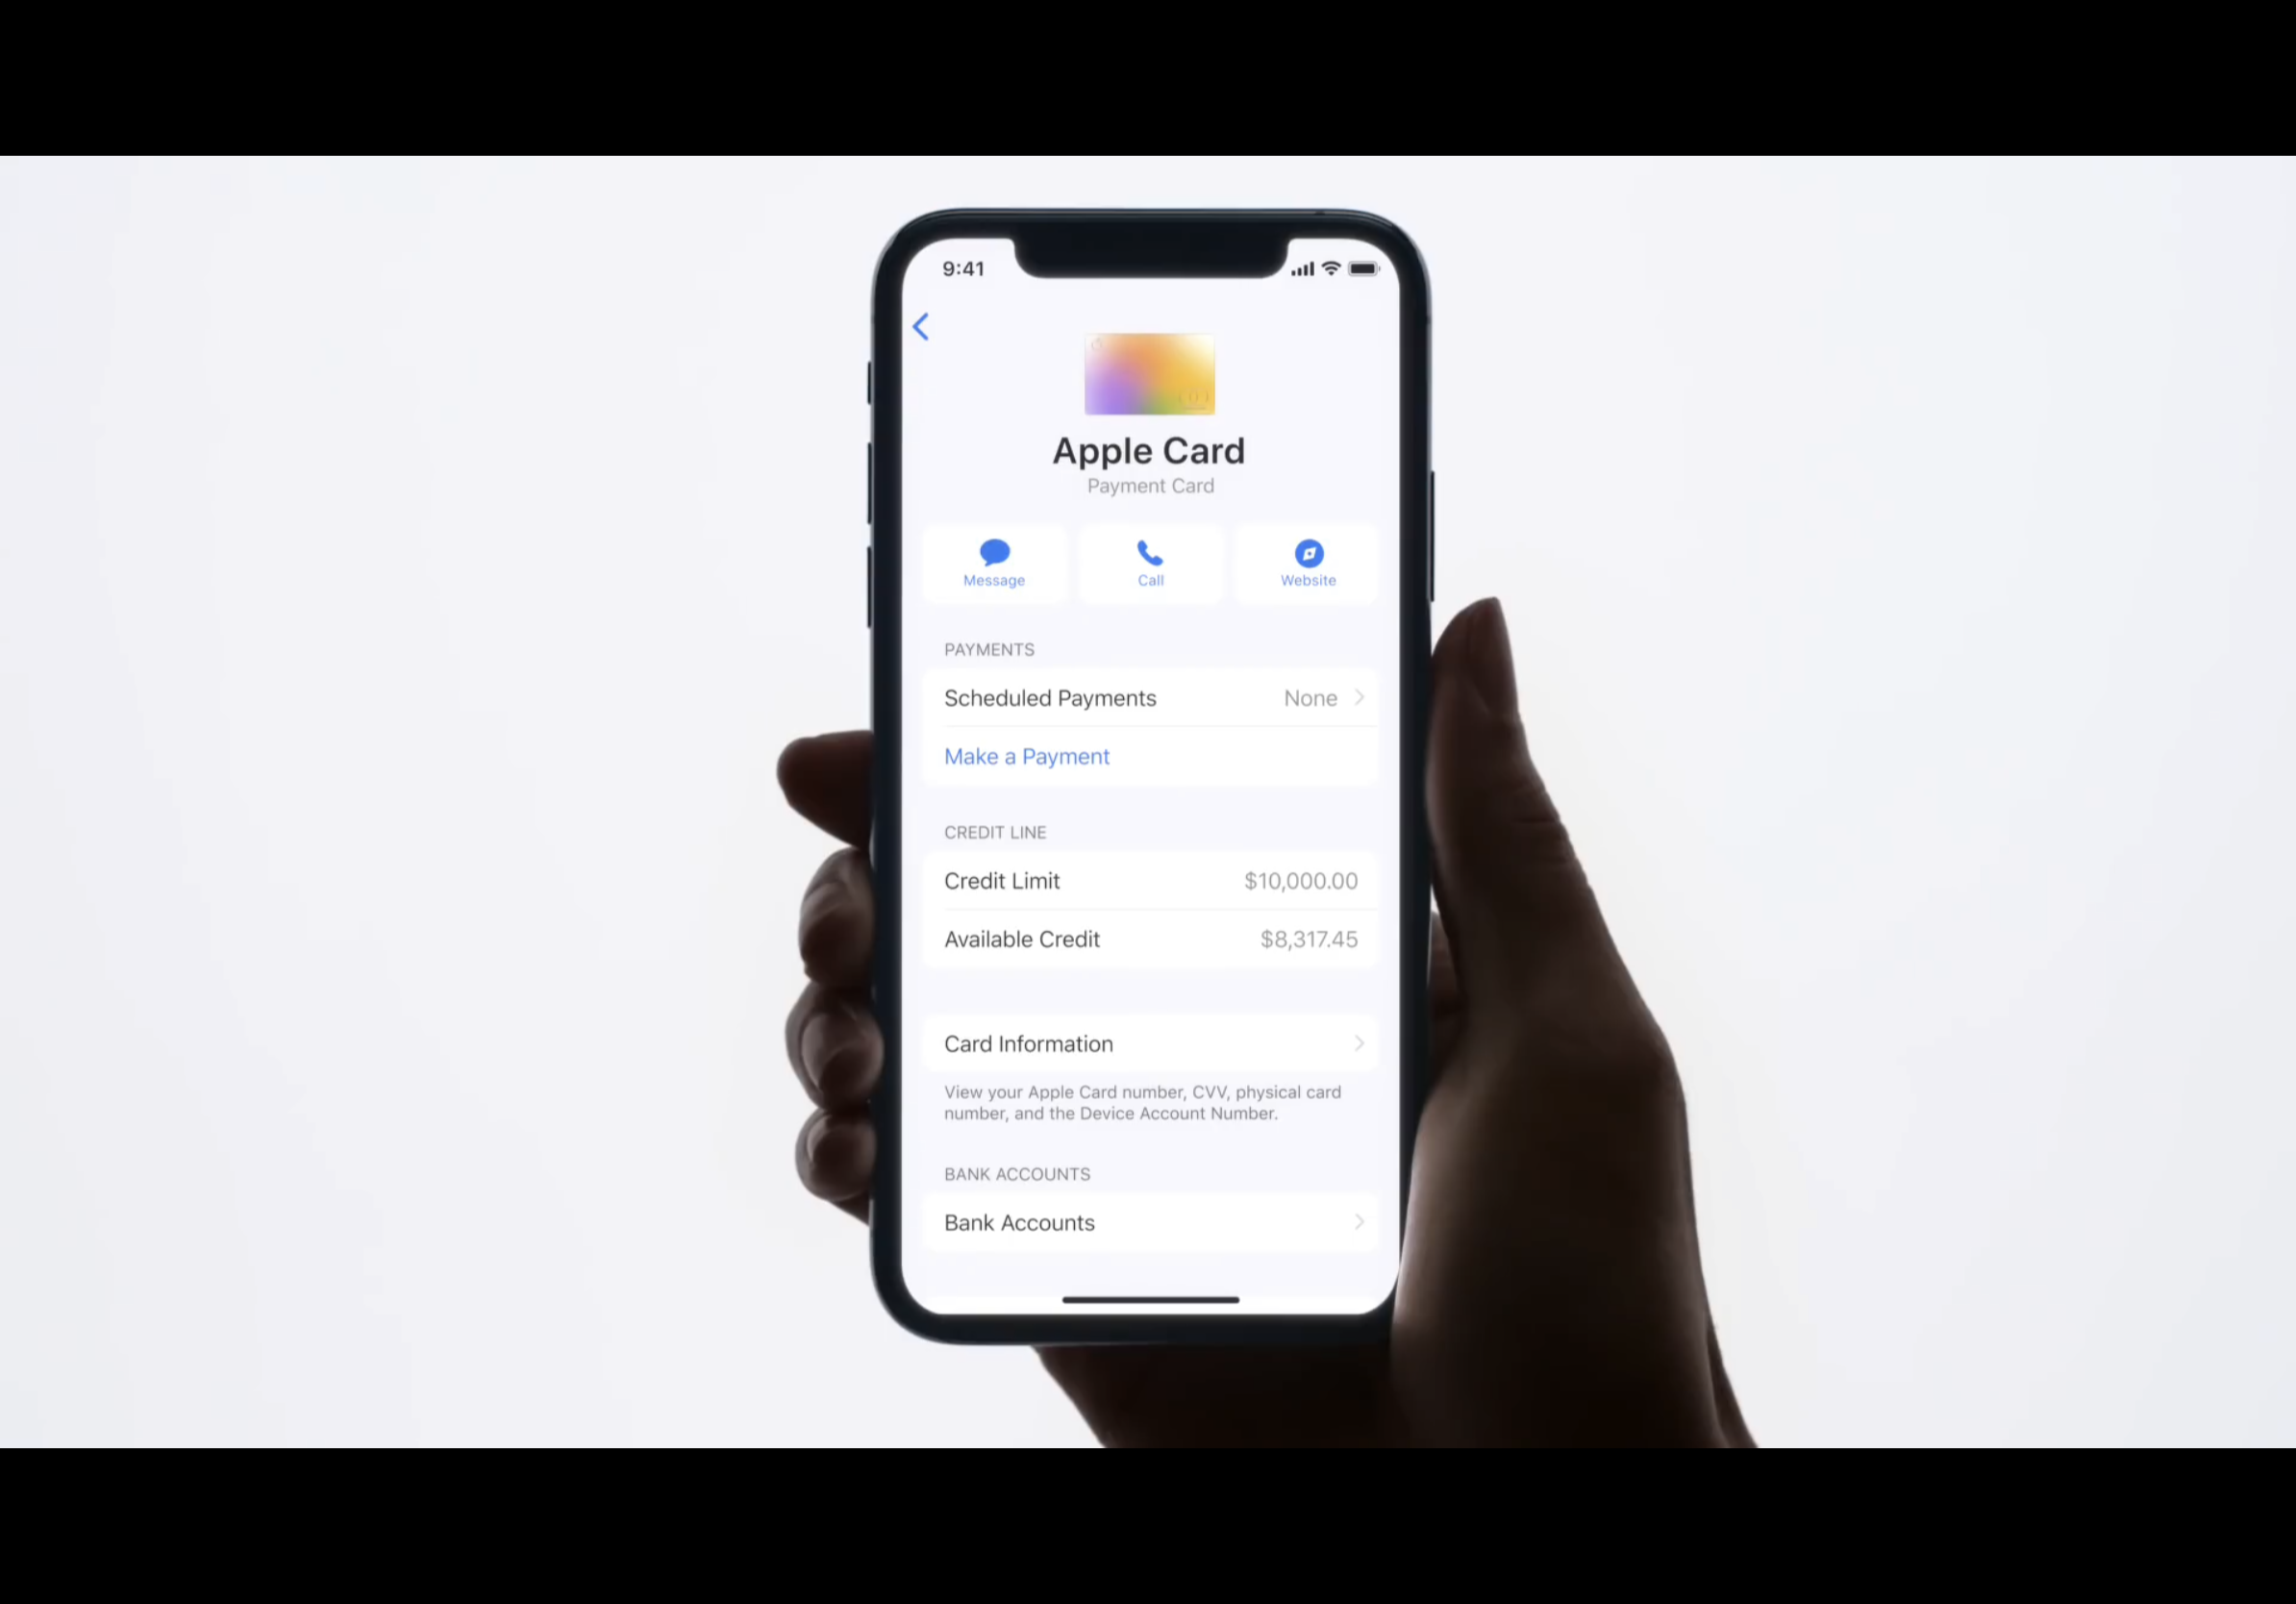 9:41
Apple Card
Payment Card
Message Call Website
PAYMENTS
Scheduled Payments None
Make a Payment
CREDIT LINE
Credit Limit $10,000.00
Available Credit $8,317.45
Card Information
View your Apple Card number, CVV, physical card
number, and the Device Account Number.
BANK ACCOUNTS
Bank Accounts